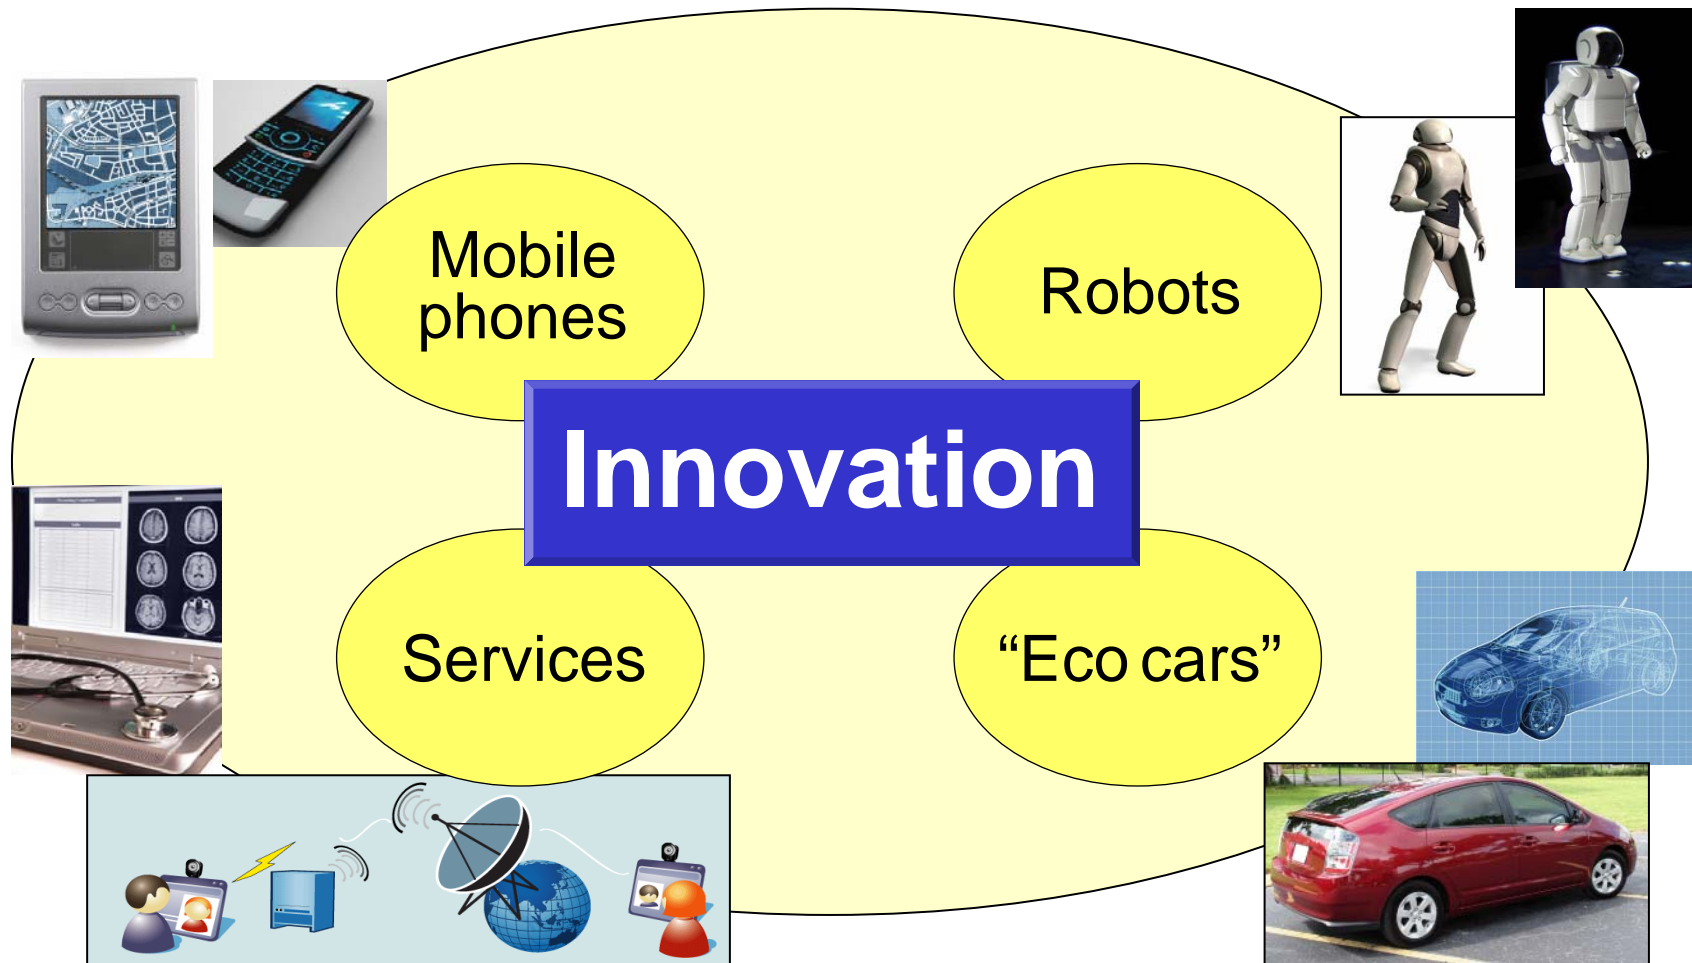 Mobile
phones
Robots
Innovation
Services
“Eco cars”